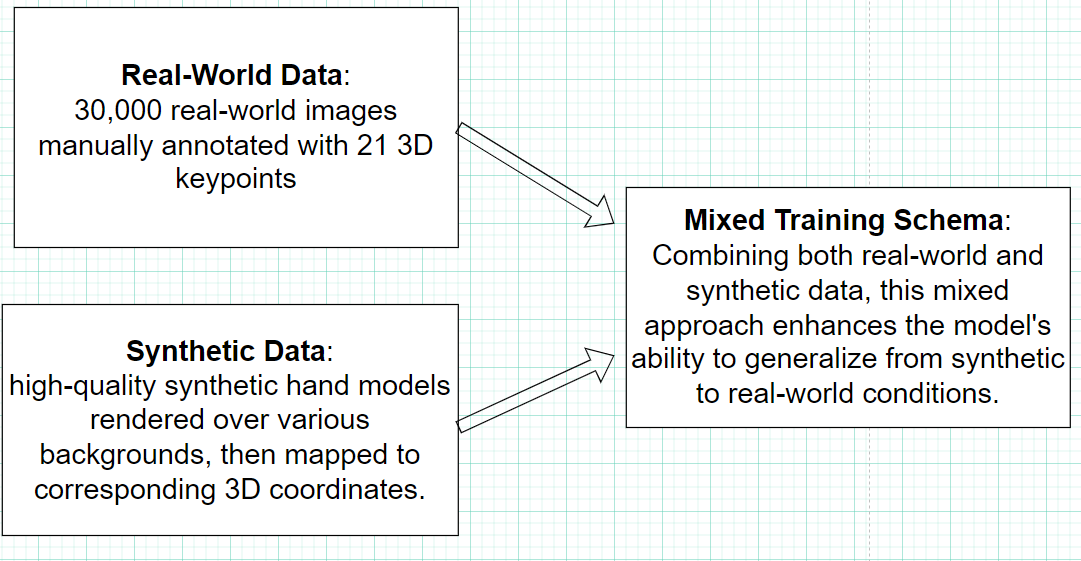 Real-World Data:
30,000 real-world images
manually annotated with 21 3D
keypoints
Synthetic Data:
high-quality synthetic hand models
rendered over various
backgrounds, then mapped to
corresponding 3D coordinates.
Mixed Training Schema:
Combining both real-world and
synthetic data, this mixed
approach enhances the model's
ability to generalize from synthetic
to real-world conditions.